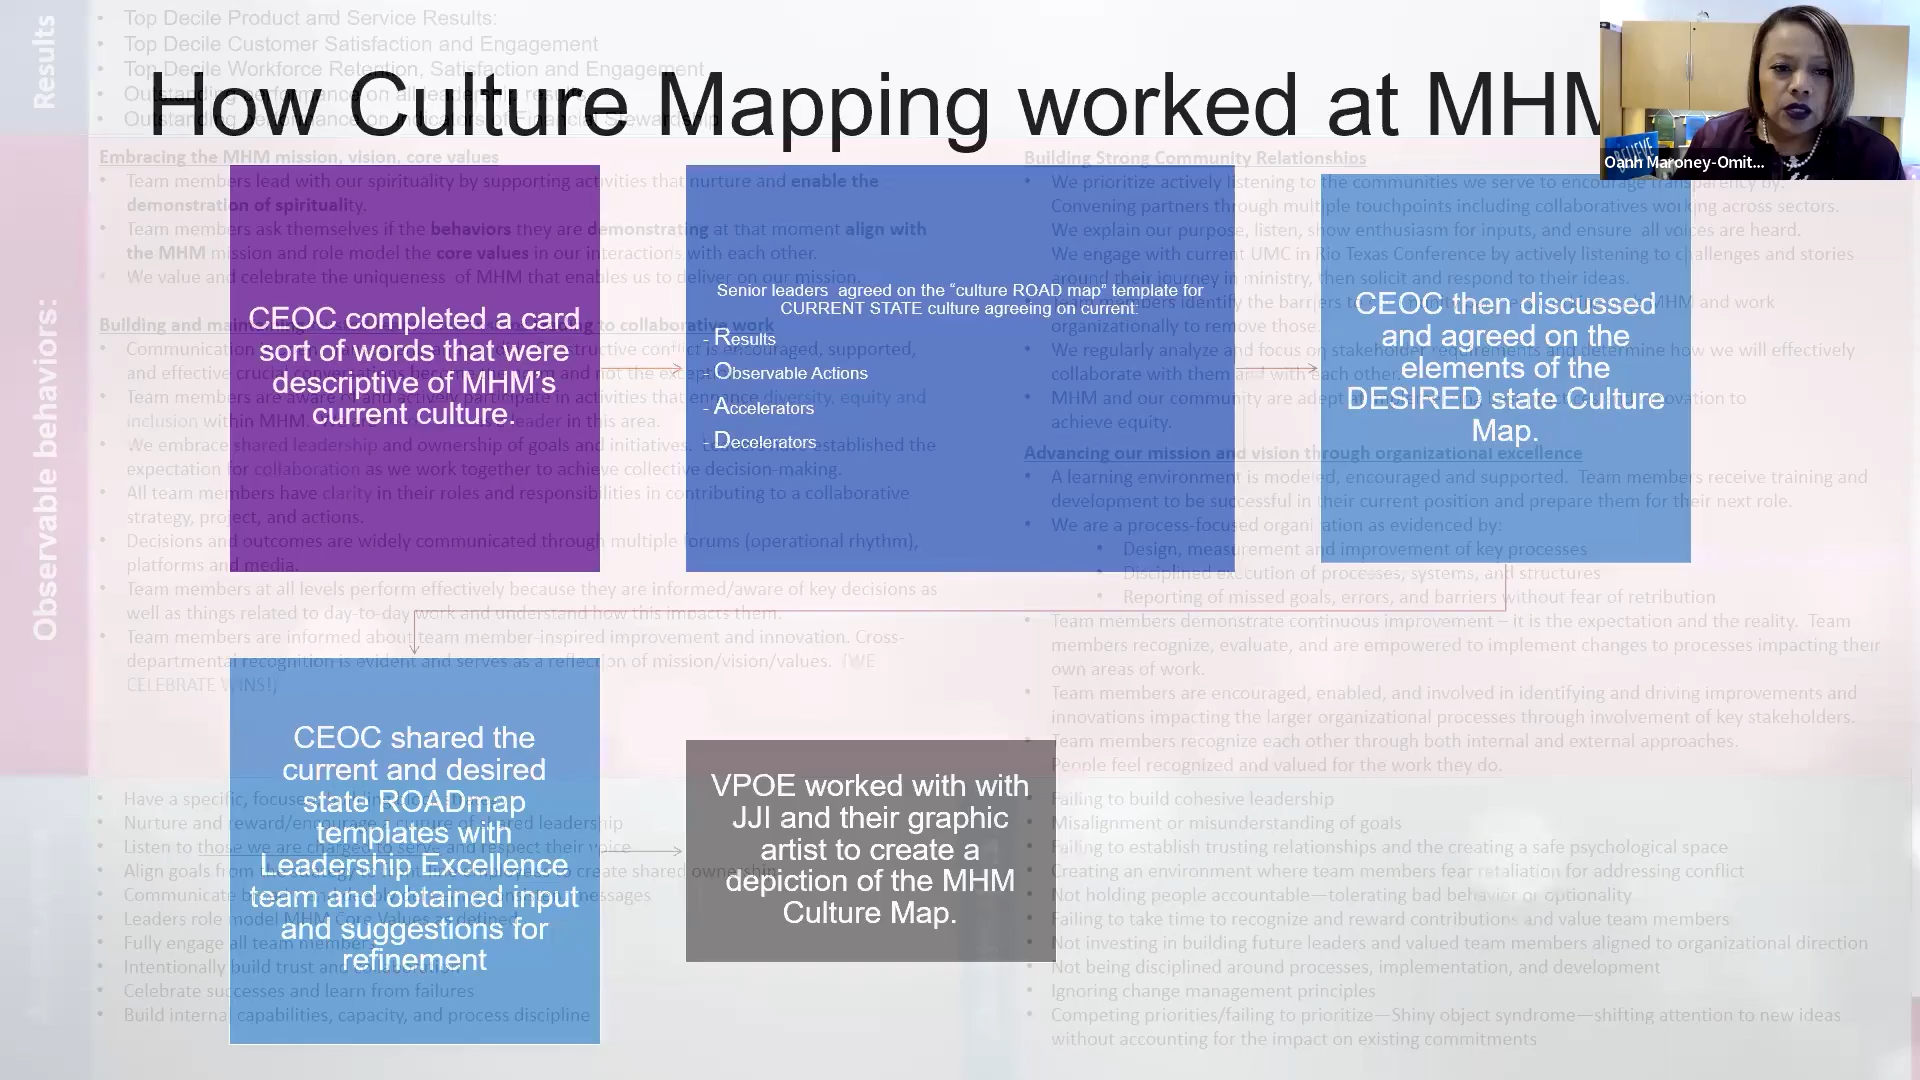 Results
• Top Decile Product and Service Results:
• Top Decile Customer Satisfaction and Engagement
• Top Decile Workforce Retention, Satisfaction and Engagement
• Outstanding performance on all leadership results
• Outstanding performance on indicators of Financial Stewardship
How Culture Mapping worked at MHM
BELIEVE
Oanh Maroney-Omit...
CEOC completed a card
sort of words that were
descriptive of MHM’s
current culture.
Senior leaders agreed on the “culture ROAD map” template for
CURRENT STATE culture agreeing on current:
- Results
- Observable Actions
- Accelerators
- Decelerators
CEOC then discussed
and agreed on the
elements of the
DESIRED state Culture
Map.
CEOC shared the
current and desired
state ROADmap
templates with
Leadership Excellence
team and obtained input
and suggestions for
refinement
VPOE worked with with
JJI and their graphic
artist to create a
depiction of the MHM
Culture Map.
Observable behaviors:
Embracing the MHM mission, vision, core values
• Team members lead with our spirituality by supporting activities that nurture and enable the
demonstration of spirituality.
• Team members ask themselves if the behaviors they are demonstrating at that moment align with
the MHM mission and role model the core values in our interactions with each other.
• We value and celebrate the uniqueness of MHM that enables us to deliver on our mission.
Building and to collaborative work
• Communication conflict is encouraged, supported,
and effective crucial conversations become the norm and not the
• Team members are aware of and actively participate in activities that enhance diversity, equity and
inclusion within MHM. leader in this area.
• We embrace shared leadership and ownership of goals and initiatives. established the
expectation for collaboration as we work together to achieve collective decision-making.
• All team members have clarity in their roles and responsibilities in contributing to a collaborative
strategy, project, and actions.
• Decisions and outcomes are widely communicated through multiple forums (operational rhythm),
platforms and media.
• Team members at all levels perform effectively because they are informed/aware of key decisions as
well as things related to day-to-day work and understand how this impacts them.
• Team members are informed about team member-inspired improvement and innovation. Cross-
departmental recognition is evident and serves as a reflection of mission/vision/values. (WE
CELEBRATE WINS!)
Building Strong Community Relationships
• We prioritize actively listening to the communities we serve to encourage transparency by:
Convening partners through multiple touchpoints including collaboratives working across sectors.
We explain our purpose, listen, show enthusiasm for inputs, and ensure all voices are heard.
We engage with current UMC in Rio Texas Conference by actively listening to challenges and stories
around their journey in ministry, then solicit and respond to their ideas.
• Team members identify the barriers to MHM and work
organizationally to remove those.
• We regularly analyze and focus on stakeholder requirements and determine how we will effectively
collaborate with them and with each other.
• MHM and our community are adept at innovation to
achieve equity.
Advancing our mission and vision through organizational excellence
• A learning environment is modeled, encouraged and supported. Team members receive training and
development to be successful in their current position and prepare them for their next role.
• We are a process-focused organization as evidenced by:
• Design, measurement and improvement of key processes
• Disciplined execution of processes, systems, and structures
• Reporting of missed goals, errors, and barriers without fear of retribution
• Team members demonstrate continuous improvement – it is the expectation and the reality. Team
members recognize, evaluate, and are empowered to implement changes to processes impacting their
own areas of work.
• Team members are encouraged, enabled, and involved in identifying and driving improvements and
innovations impacting the larger organizational processes through involvement of key stakeholders.
• Team members recognize each other through both internal and external approaches.
• People feel recognized and valued for the work they do.
• Have a specific,
• Nurture and reward/encourage a culture of shared leadership
• Listen to those we are charged to serve and respect their voice
• Align goals from to create shared ownership
• Communicate messages
• Leaders role model MHM Core Values as defined
• Fully engage all team members
• Intentionally build trust and
• Celebrate successes and learn from failures
• Build internal capabilities, capacity, and process discipline
• Failing to build cohesive leadership
• Misalignment or misunderstanding of goals
• Failing to establish trusting relationships and the creating a safe psychological space
• Creating an environment where team members fear retaliation for addressing conflict
• Not holding people accountable—tolerating bad behavior or optionality
• Failing to take time to recognize and reward contributions and value team members
• Not investing in building future leaders and valued team members aligned to organizational direction
• Not being disciplined around processes, implementation, and development
• Ignoring change management principles
• Competing priorities/failing to prioritize—Shiny object syndrome—shifting attention to new ideas
without accounting for the impact on existing commitments